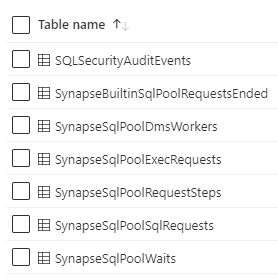 Table name ↑↓
SQLSecurityAuditEvents
SynapseBuiltinSqlPoolRequestsEnded
SynapseSqlPoolDmsWorkers
SynapseSqlPoolExecRequests
SynapseSqlPoolRequestSteps
SynapseSqlPoolSqlRequests
SynapseSqlPoolWaits